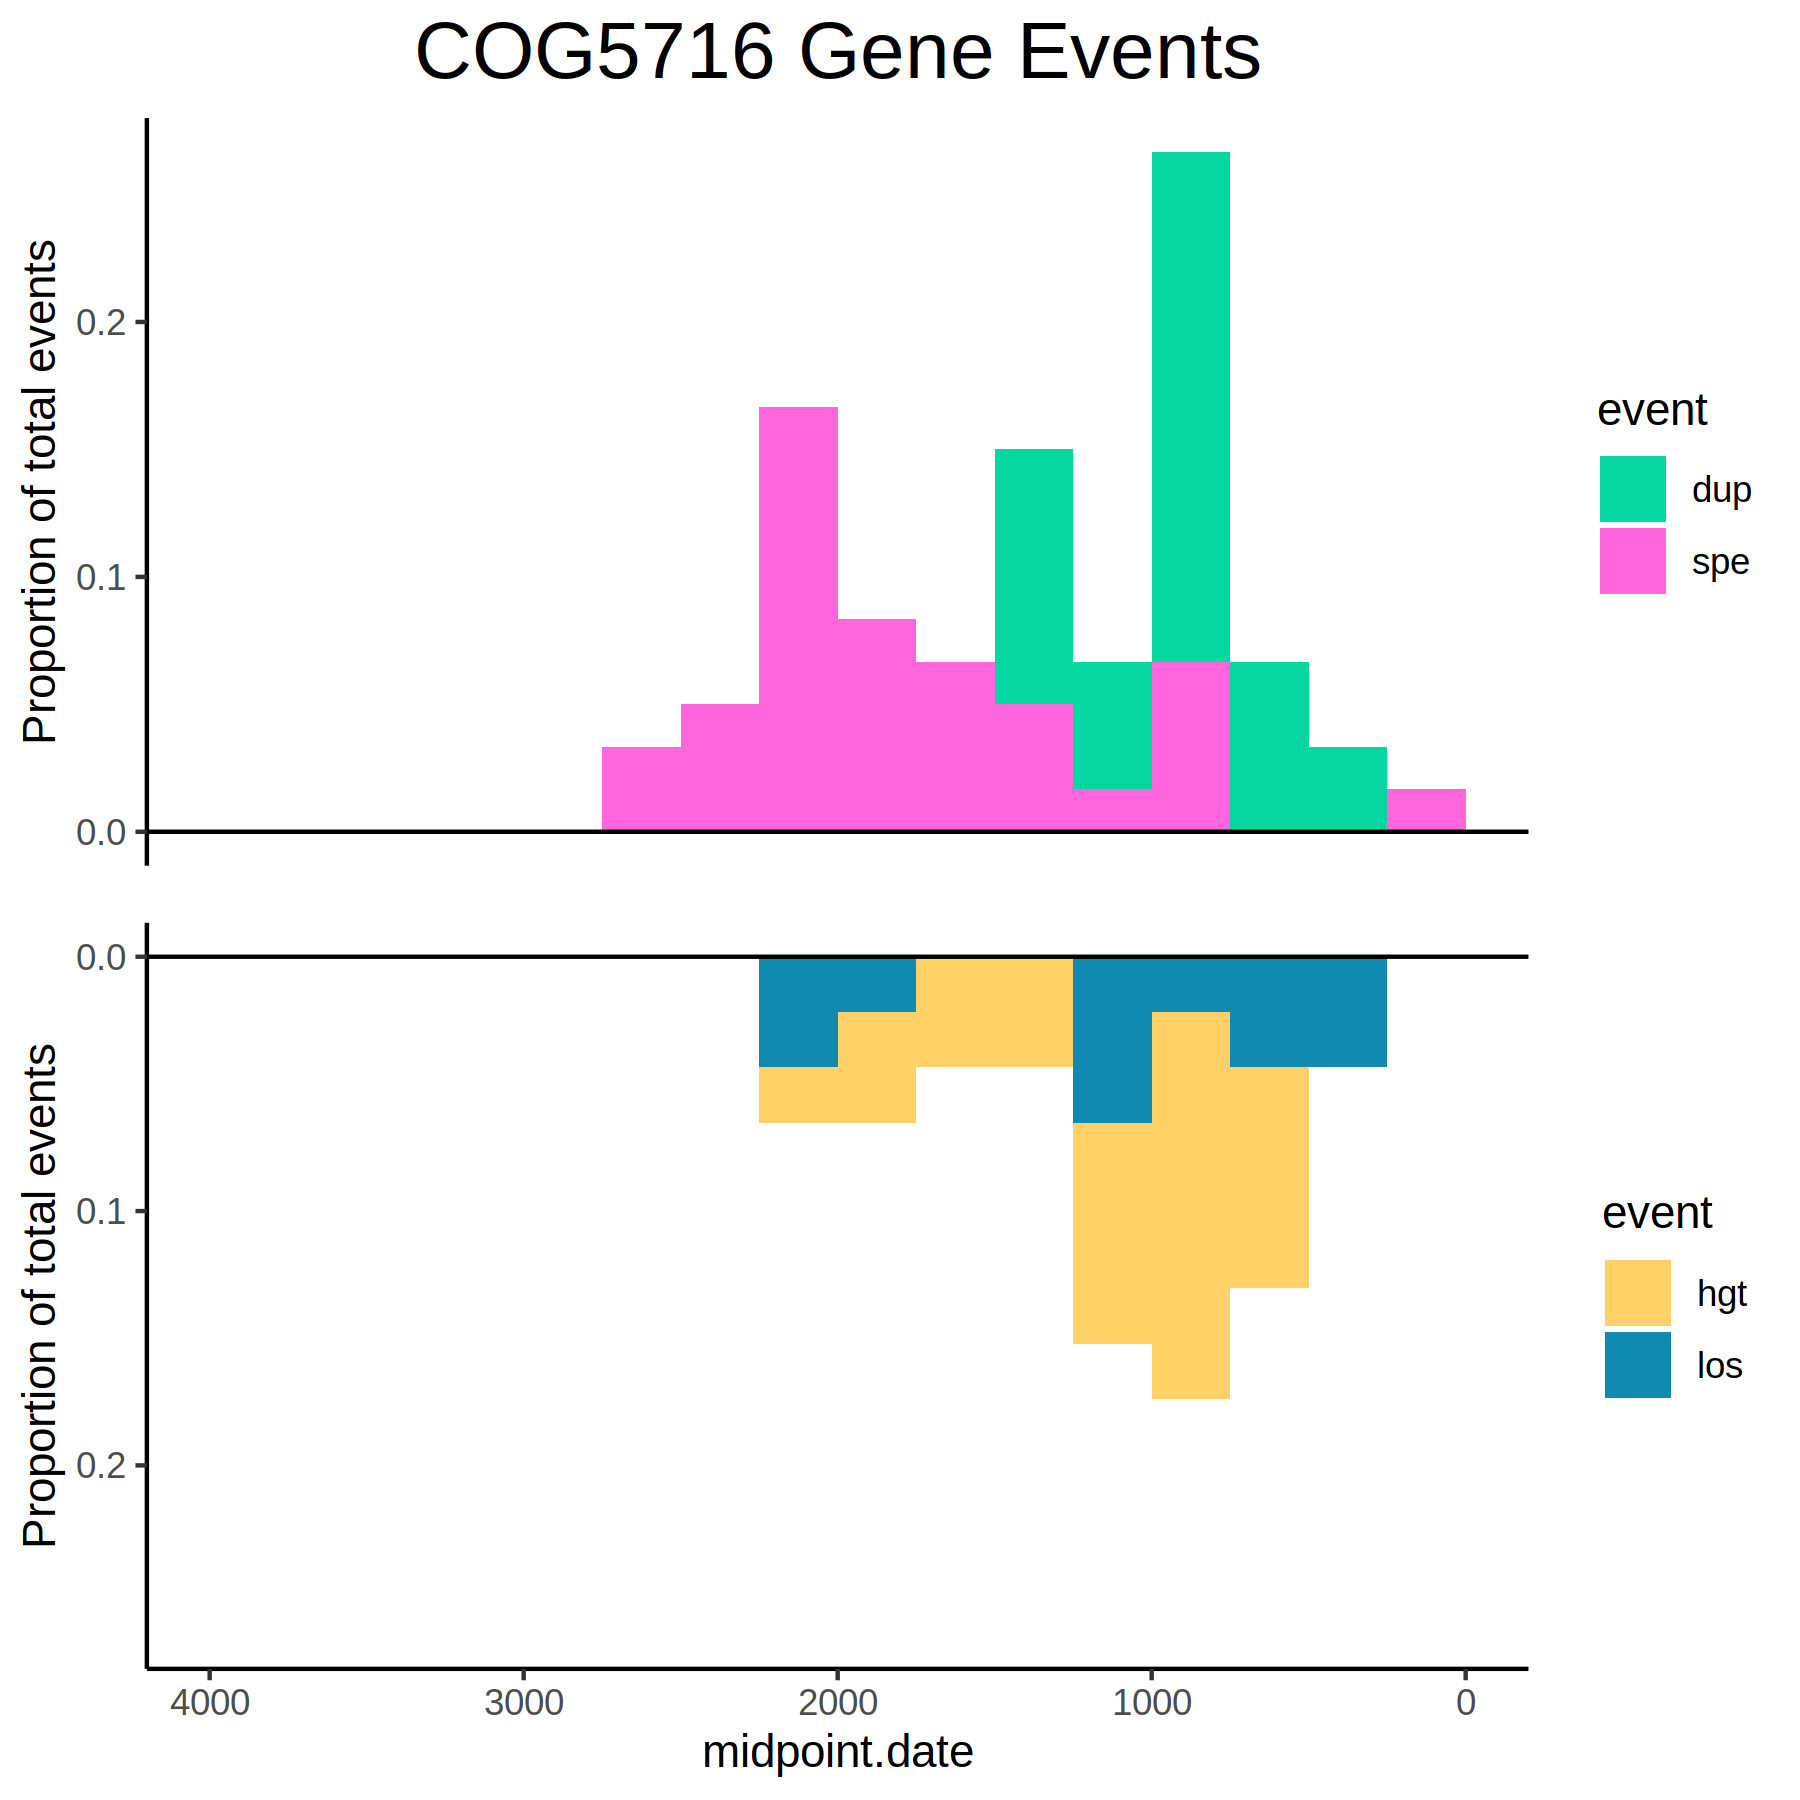 COG5716 Gene Events
Proportion of total events
0.2
0.1
0.0
event
dup
spe
Proportion of total events
0.0
0.1
0.2
event
hgt
los
4000 3000 2000 1000 0
midpoint.date